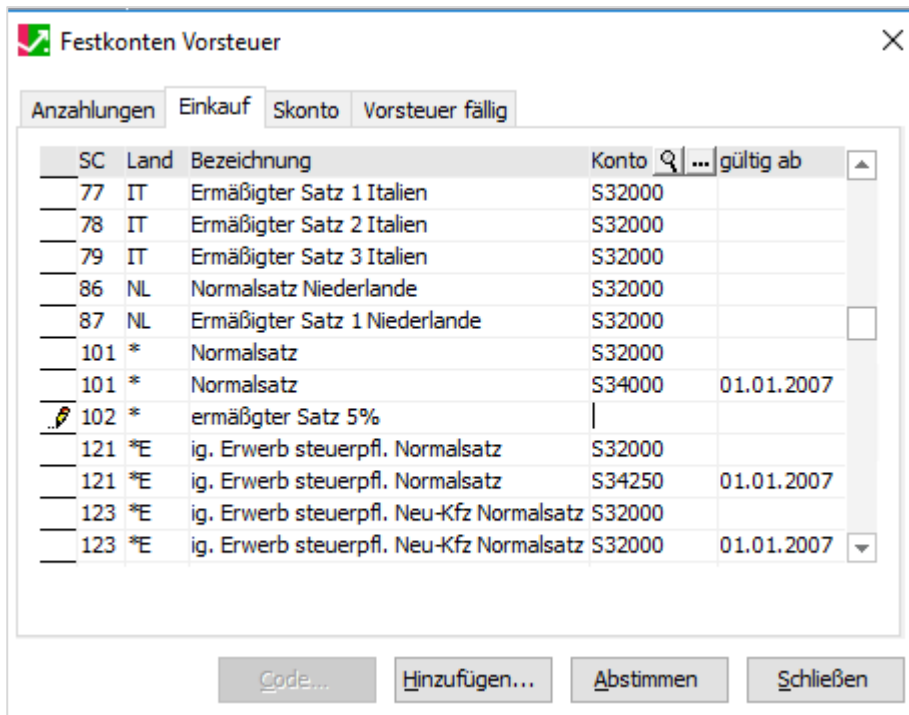 Festkonten Vorsteuer
Anzahlungen Einkauf Skonto Vorsteuer fällig
SC Land Bezeichnung Konto ... gültig ab
77 IT Ermäßigter Satz 1 Italien S32000
78 IT Ermäßigter Satz 2 Italien S32000
79 IT Ermäßigter Satz 3 Italien S32000
86 NL Normalsatz Niederlande S32000
87 NL Ermäßigter Satz 1 Niederlande S32000
101 * Normalsatz S32000
101 * Normalsatz S34000 01.01.2007
102 * ermäßgter Satz 5%
121 *E ig. Erwerb steuerpfl. Normalsatz S32000
121 *E ig. Erwerb steuerpfl. Normalsatz S34250 01.01.2007
123 *E ig. Erwerb steuerpfl. Neu-Kfz Normalsatz S32000
123 *E ig. Erwerb steuerpfl. Neu-Kfz Normalsatz S32000 01.01.2007
Code... Hinzufügen... Abstimmen Schließen